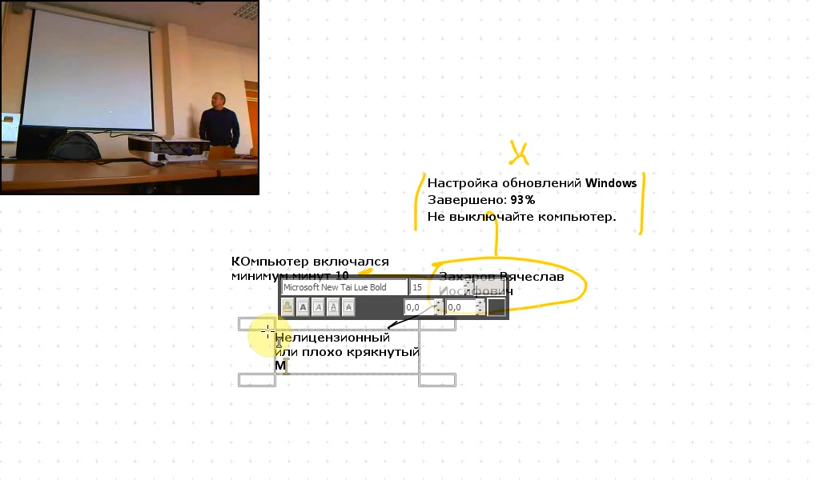 Настройка обновлений Windows
Завершено: 93%
Не выключайте компьютер.
КОмпьютер включался
минимум минут 10
Захаров Вячеслав
Иосифович
Microsoft New Tai Lue Bold
15
A A A A
0,0
0,0
Нелицензионный
или плохо крякнутый
М